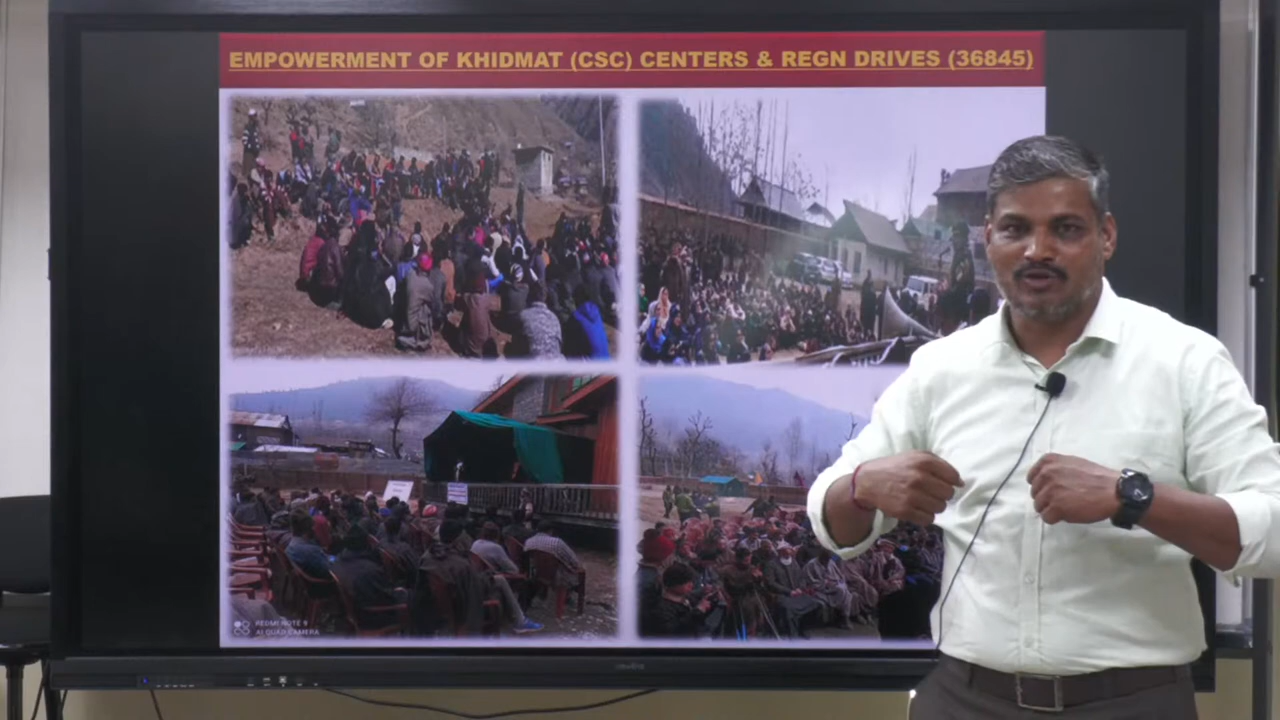 EMPOWERMENT OF KHIDMAT (CSC) CENTERS & REGN DRIVES (36845)
REDMI NOTE 9
AI QUAD CAMERA